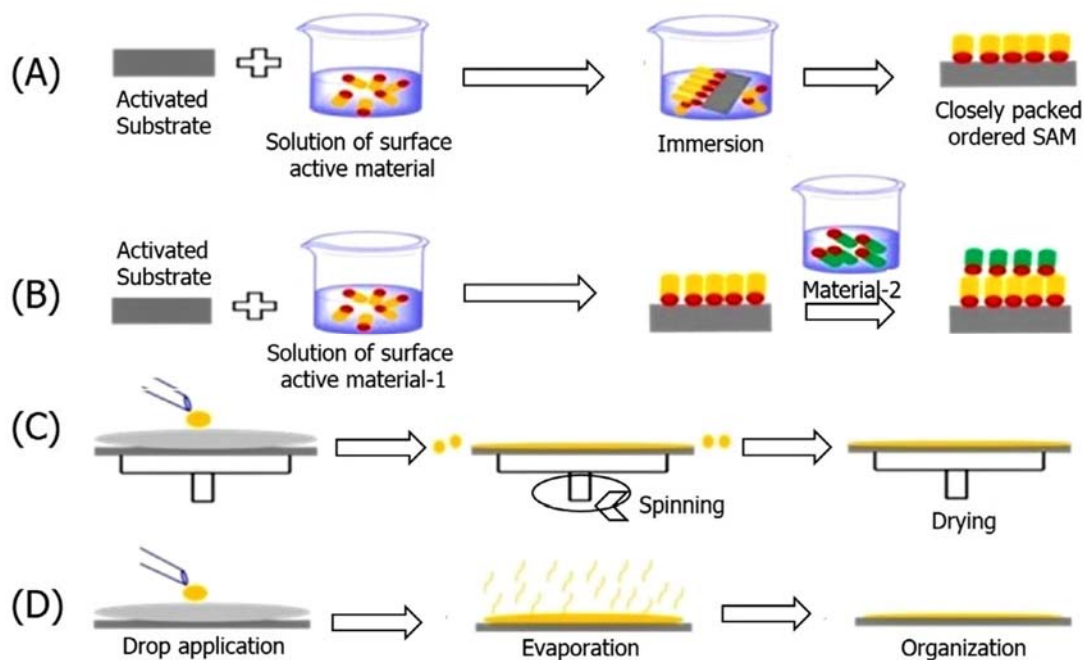 (A)
Activated
Substrate
Solution of surface
active material
Immersion
Closely packed
ordered SAM
(B)
Activated
Substrate
Solution of surface
active material-1
Material-2
(C)
Spinning
Drying
(D)
Drop application
Evaporation
Organization